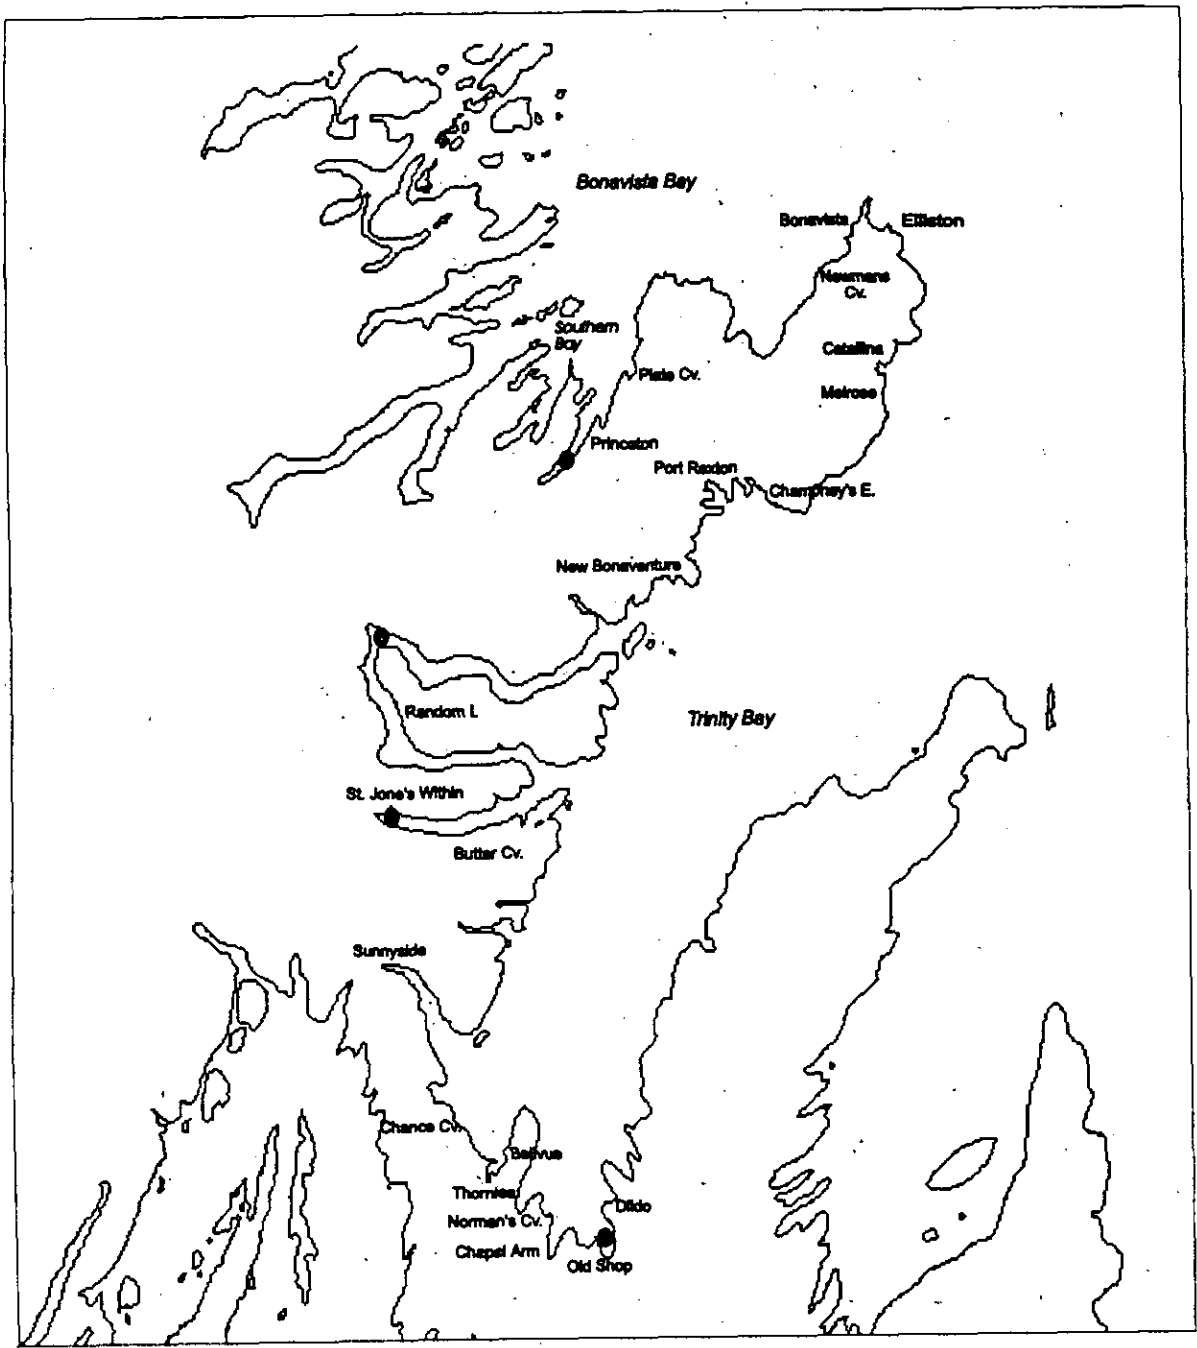 Bonavista Bay
Bonavista
Elliston
Newmans
Cv.
Southern
Bay
Catalina
Plate Cv.
Melrose
Princeton
Port Rexton
Champney's E.
New Bonaventure
Random I.
Trinity Bay
St. Jone's Within
Butter Cv.
Sunnyside
Chance Cv.
Bellvue
Thornlea
Dildo
Norman's Cv.
Chapel Arm
Old Shop